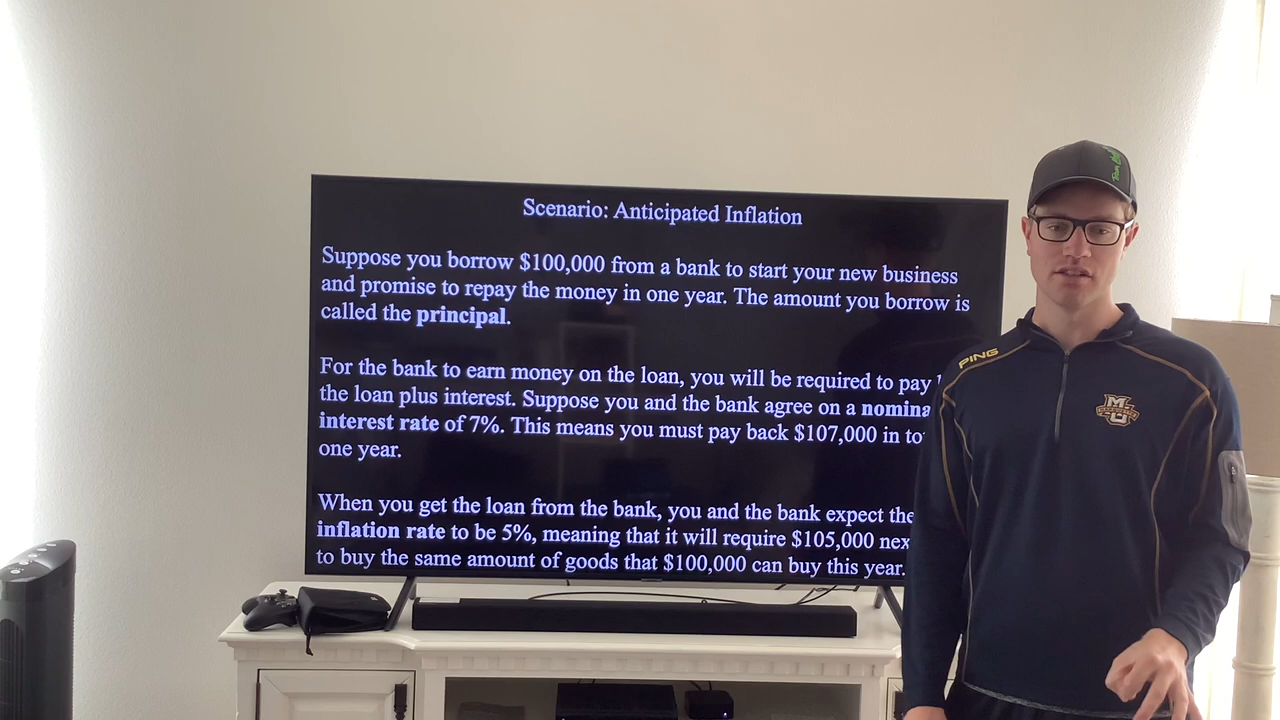 Scenario: Anticipated Inflation
Suppose you borrow $100,000 from a bank to start your new business
and promise to repay the money in one year. The amount you borrow is
called the principal.
For the bank to earn money on the loan, you will be required to pay
the loan plus interest. Suppose you and the bank agree on a nomina
interest rate of 7%. This means you must pay back $107,000 in to
one year.
When you get the loan from the bank, you and the bank expect the
inflation rate to be 5%, meaning that it will require $105,000 nex
to buy the same amount of goods that $100,000 can buy this year.
PING
MU
MARQUETTE